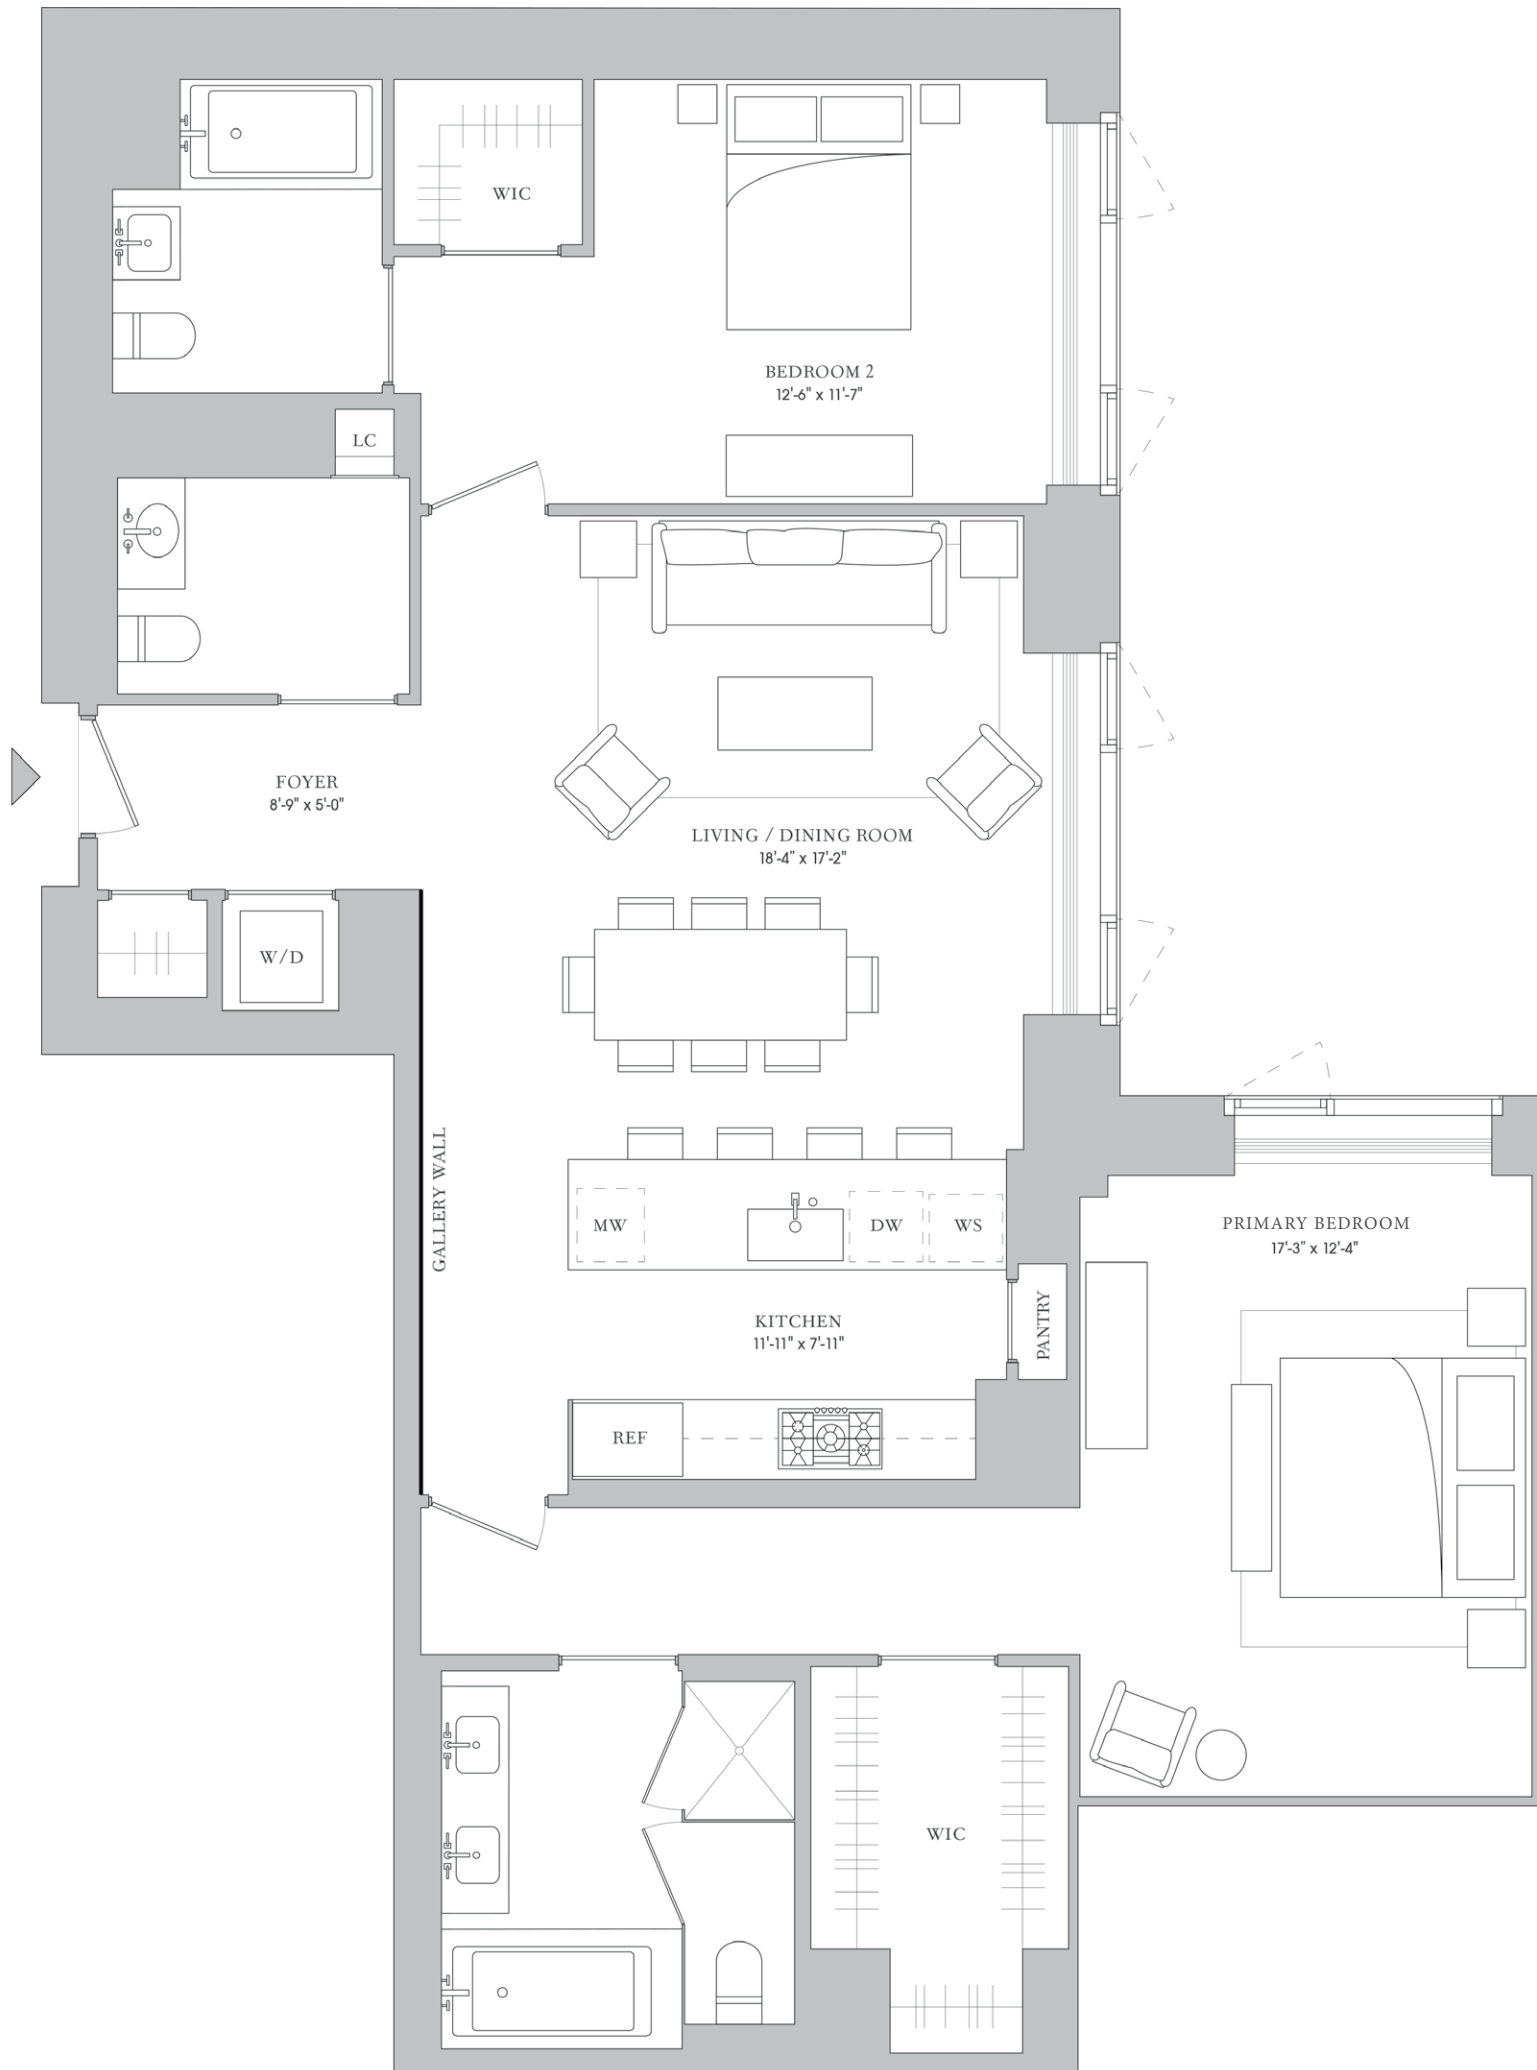 WIC
BEDROOM 2
12'-6" x 11'-7"
LC
FOYER
8'-9" x 5'-0"
LIVING / DINING ROOM
18'-4" x 17'-2"
W/D
GALLERY WALL
MW
DW
WS
PRIMARY BEDROOM
17'-3" x 12'-4"
KITCHEN
11'-11" x 7'-11"
PANTRY
REF
WIC